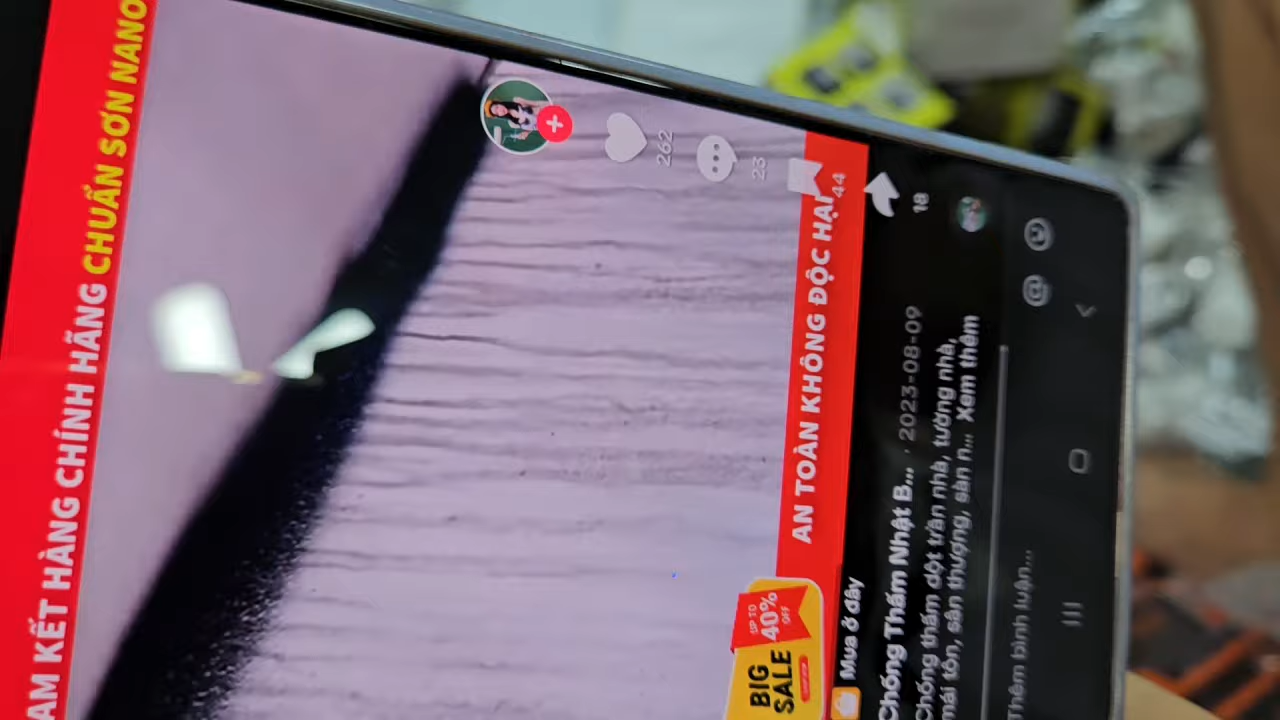 AM KẾT HÀNG CHÍNH HÃNG CHUẨN SƠN NANO
262
23
44
18
AN TOÀN KHÔNG ĐỘC HẠI
UP TO
40%
OFF
BIG
SALE
Mua ở đây
Chống Thấm Nhật B... · 2023-08-09
Chống thấm dột trần nhà, tường nhà,
mái tôn, sân thượng, sàn n... Xem thêm
Thêm bình luận...